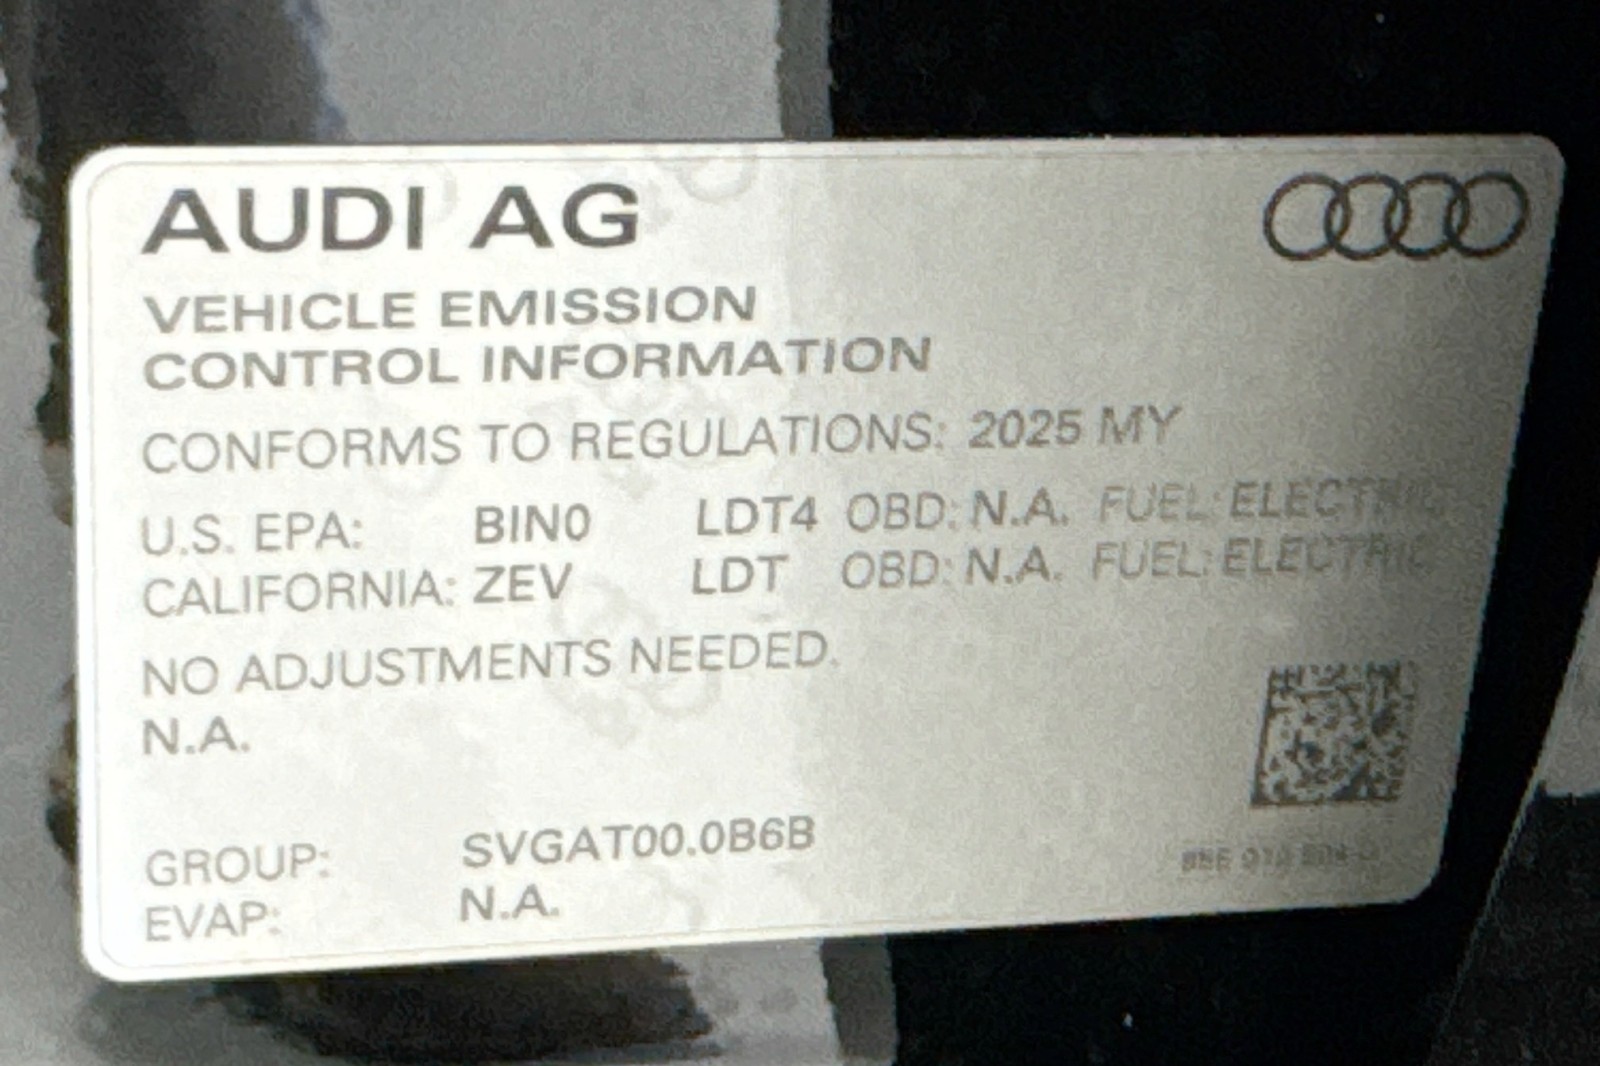 AUDI AG
VEHICLE EMISSION
CONTROL INFORMATION
CONFORMS TO REGULATIONS: 2025 MY
U.S. EPA: BIN0 LDT4 OBD: N.A. FUEL: ELECTRIC
CALIFORNIA: ZEV LDT OBD: N.A. FUEL: ELECTRIC
NO ADJUSTMENTS NEEDED.
N.A.
GROUP: SVGAT00.0B6B
EVAP: N.A.